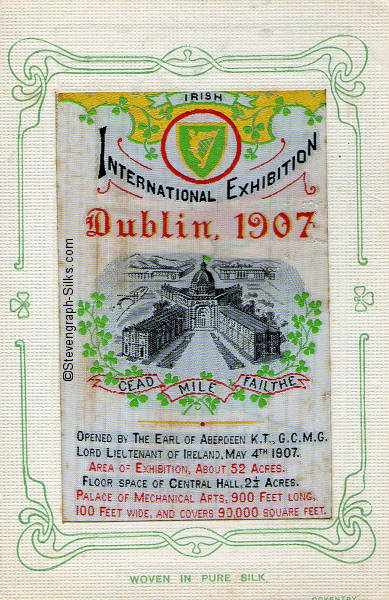 IRISH
INTERNATIONAL EXHIBITION
Dublin, 1907
CEAD MILE FAILTHE
OPENED BY THE EARL OF ABERDEEN K.T., G.C.M.G.
LORD LIEUTENANT OF IRELAND, MAY 4TH 1907.
AREA OF EXHIBITION, ABOUT 52 ACRES.
FLOOR SPACE OF CENTRAL HALL, 2½ ACRES.
PALACE OF MECHANICAL ARTS, 900 FEET LONG,
100 FEET WIDE, AND COVERS 90,000 SQUARE FEET.
WOVEN IN PURE SILK.
COVENTRY
©Stevengraph-Silks.com